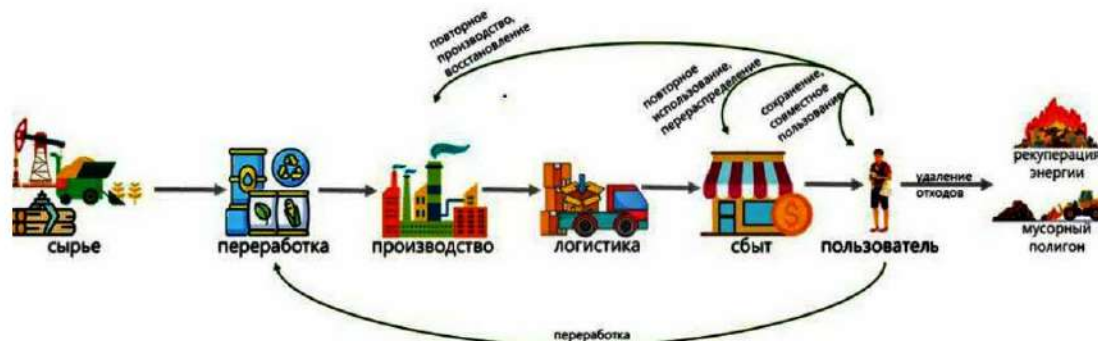 повторное
производство,
восстановление
повторное
использование,
перераспределение
сохранение,
совместное
пользование
сырье
переработка
производство
логистика
сбыт
пользователь
удаление
отходов
рекуперация
энергии
мусорный
полигон
переработка